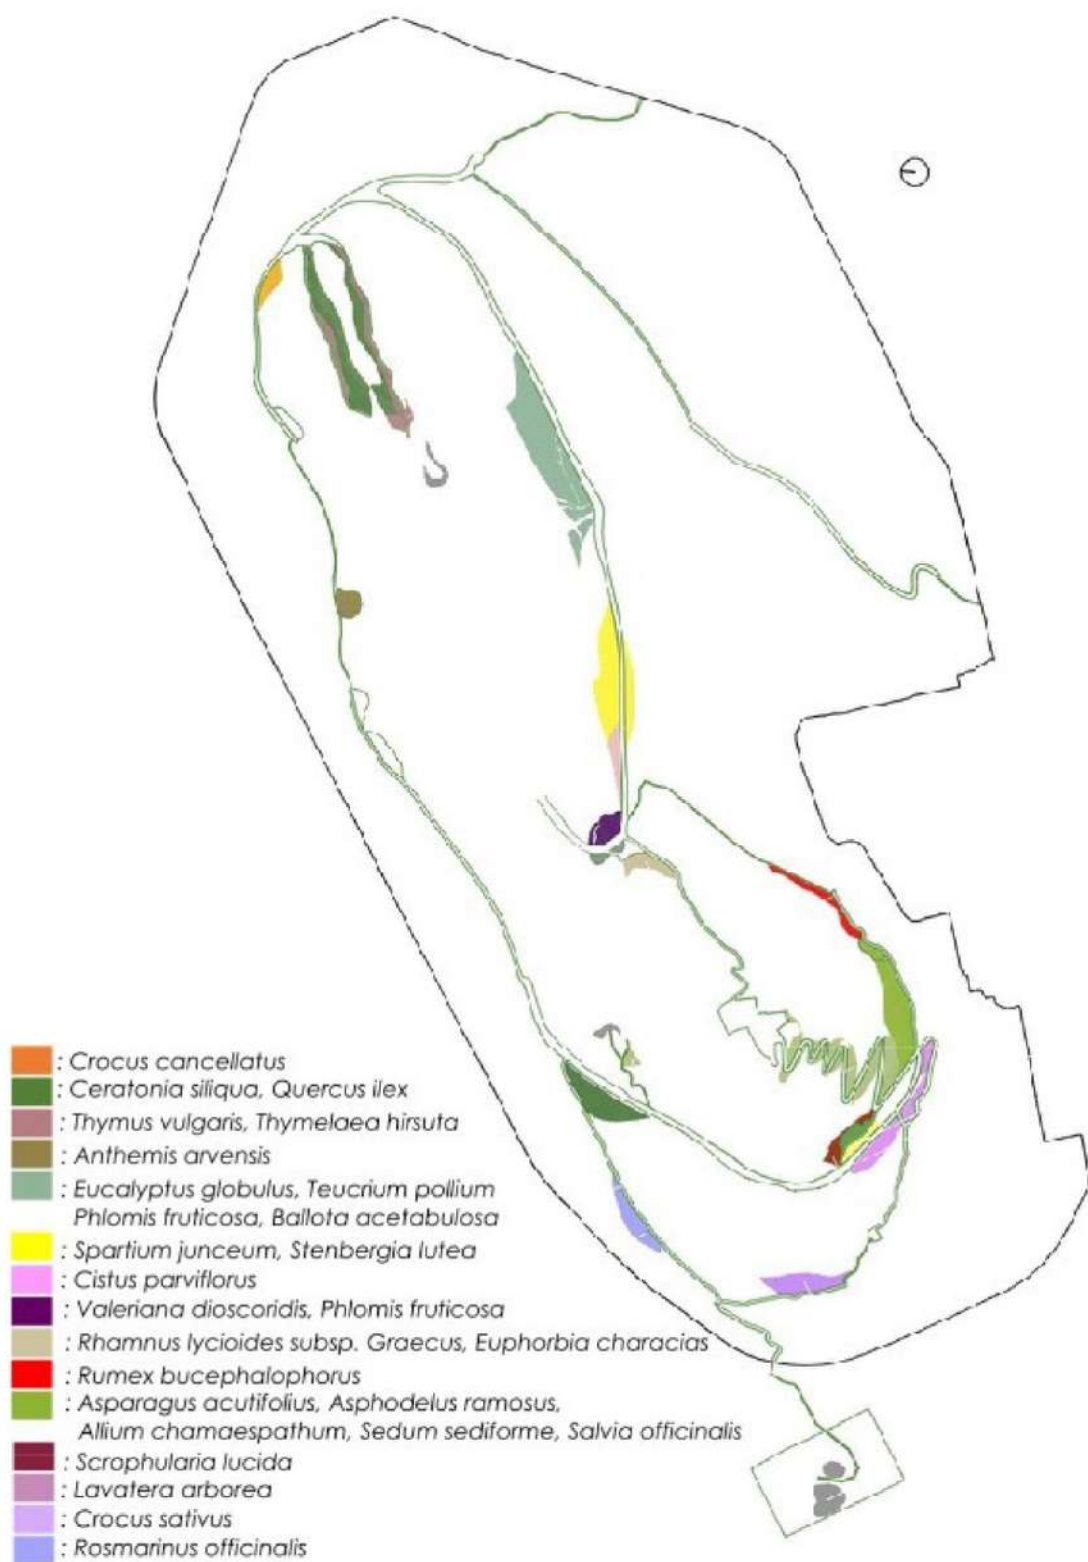 : Crocus cancellatus
: Ceratonia siliqua, Quercus ilex
: Thymus vulgaris, Thymelaea hirsuta
: Anthemis arvensis
: Eucalyptus globulus, Teucrium pollium
Phlomis fruticosa, Ballota acetabulosa
: Spartium junceum, Stenbergia lutea
: Cistus parviflorus
: Valeriana dioscoridis, Phlomis fruticosa
: Rhamnus lycioides subsp. Graecus, Euphorbia characias
: Rumex bucephalophorus
: Asparagus acutifolius, Asphodelus ramosus,
Allium chamaespathum, Sedum sediforme, Salvia officinalis
: Scrophularia lucida
: Lavatera arborea
: Crocus sativus
: Rosmarinus officinalis